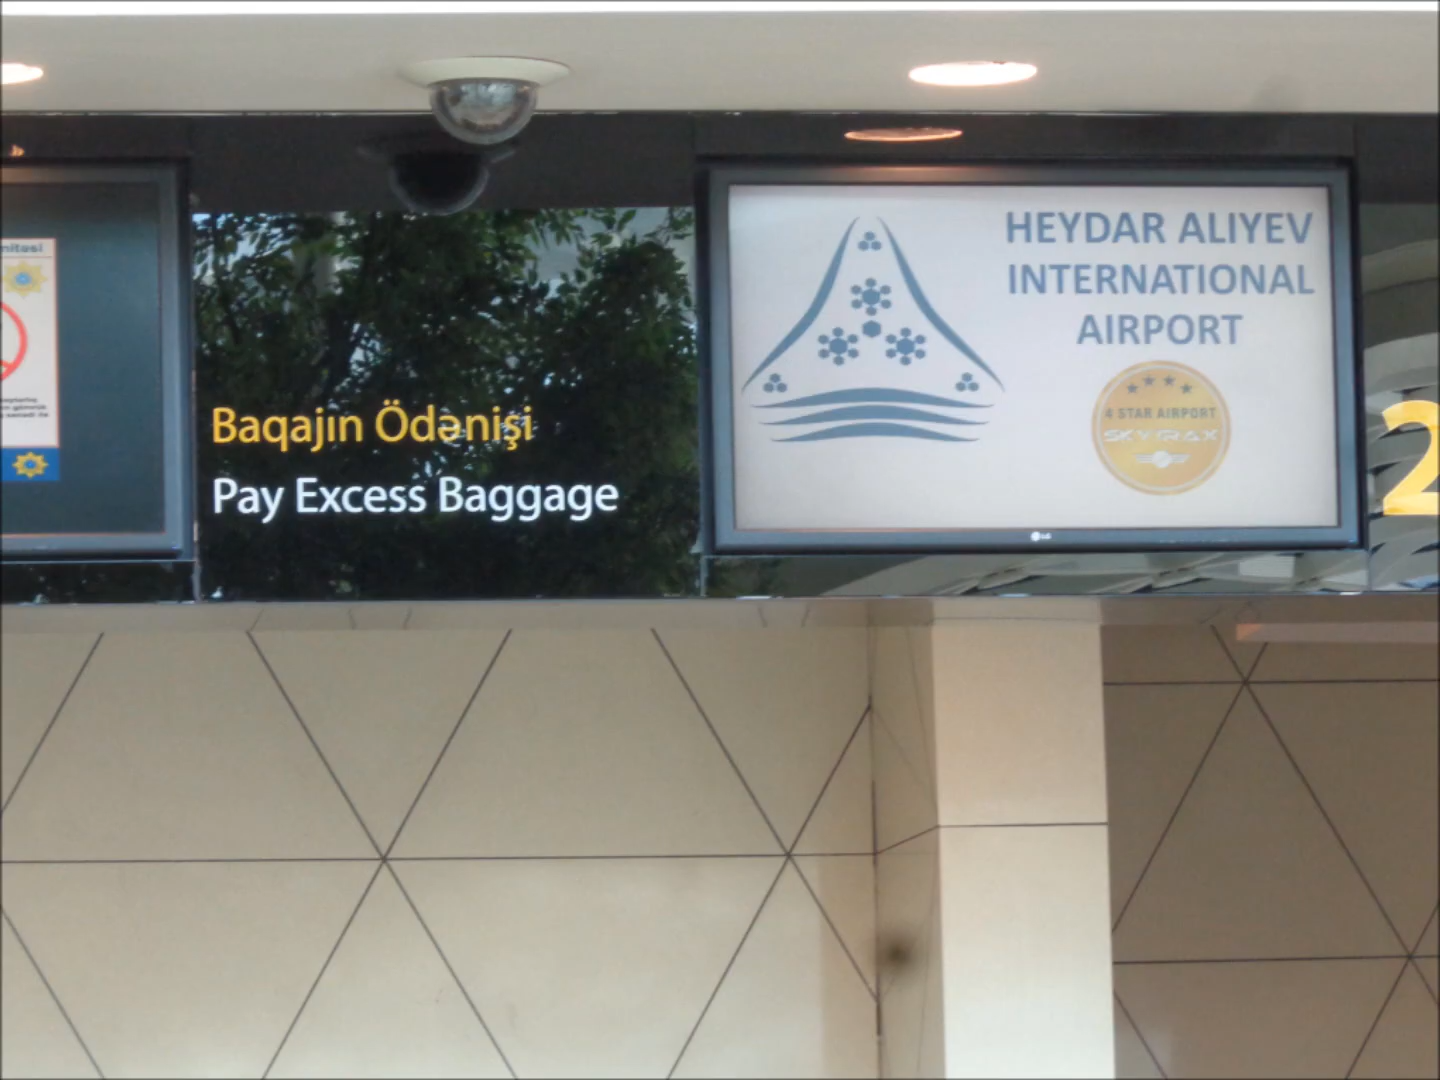 Baqajın Ödənişi
Pay Excess Baggage
HEYDAR ALIYEV
INTERNATIONAL
AIRPORT
4 STAR AIRPORT
SKYTRAX
LG
2